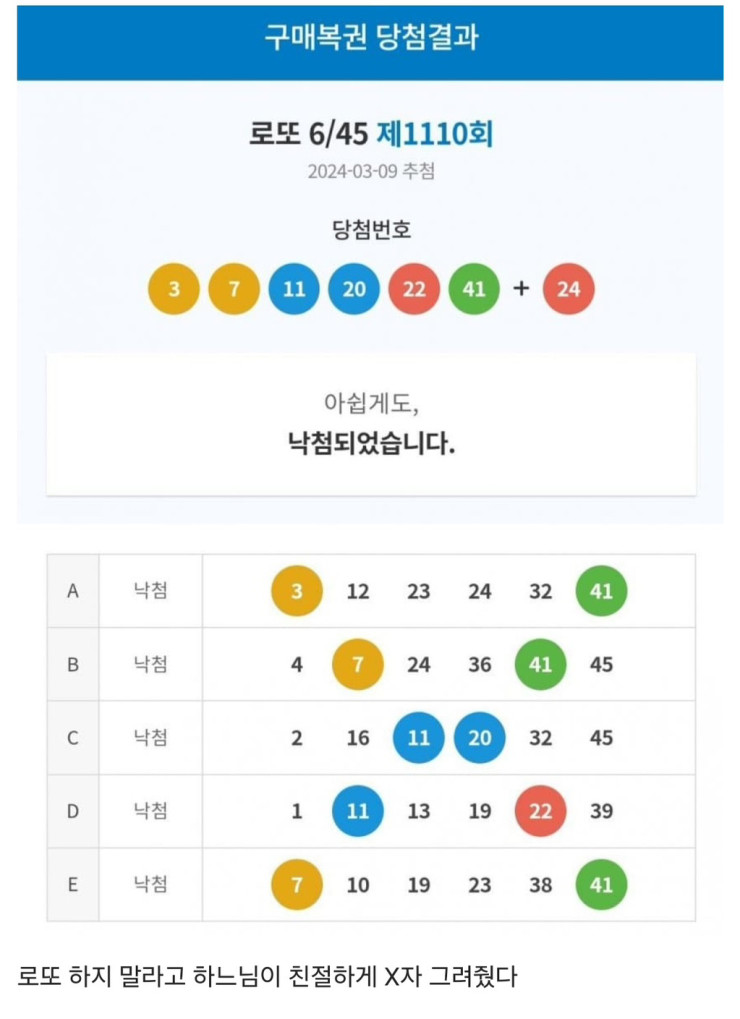 구매복권 당첨결과
로또 6/45 제1110회
2024-03-09 추첨
당첨번호
3 7 11 20 22 41 + 24
아쉽게도,
낙첨되었습니다.
A 낙첨 3 12 23 24 32 41
B 낙첨 4 7 24 36 41 45
C 낙첨 2 16 11 20 32 45
D 낙첨 1 11 13 19 22 39
E 낙첨 7 10 19 23 38 41
로또 하지 말라고 하느님이 친절하게 X자 그려줬다